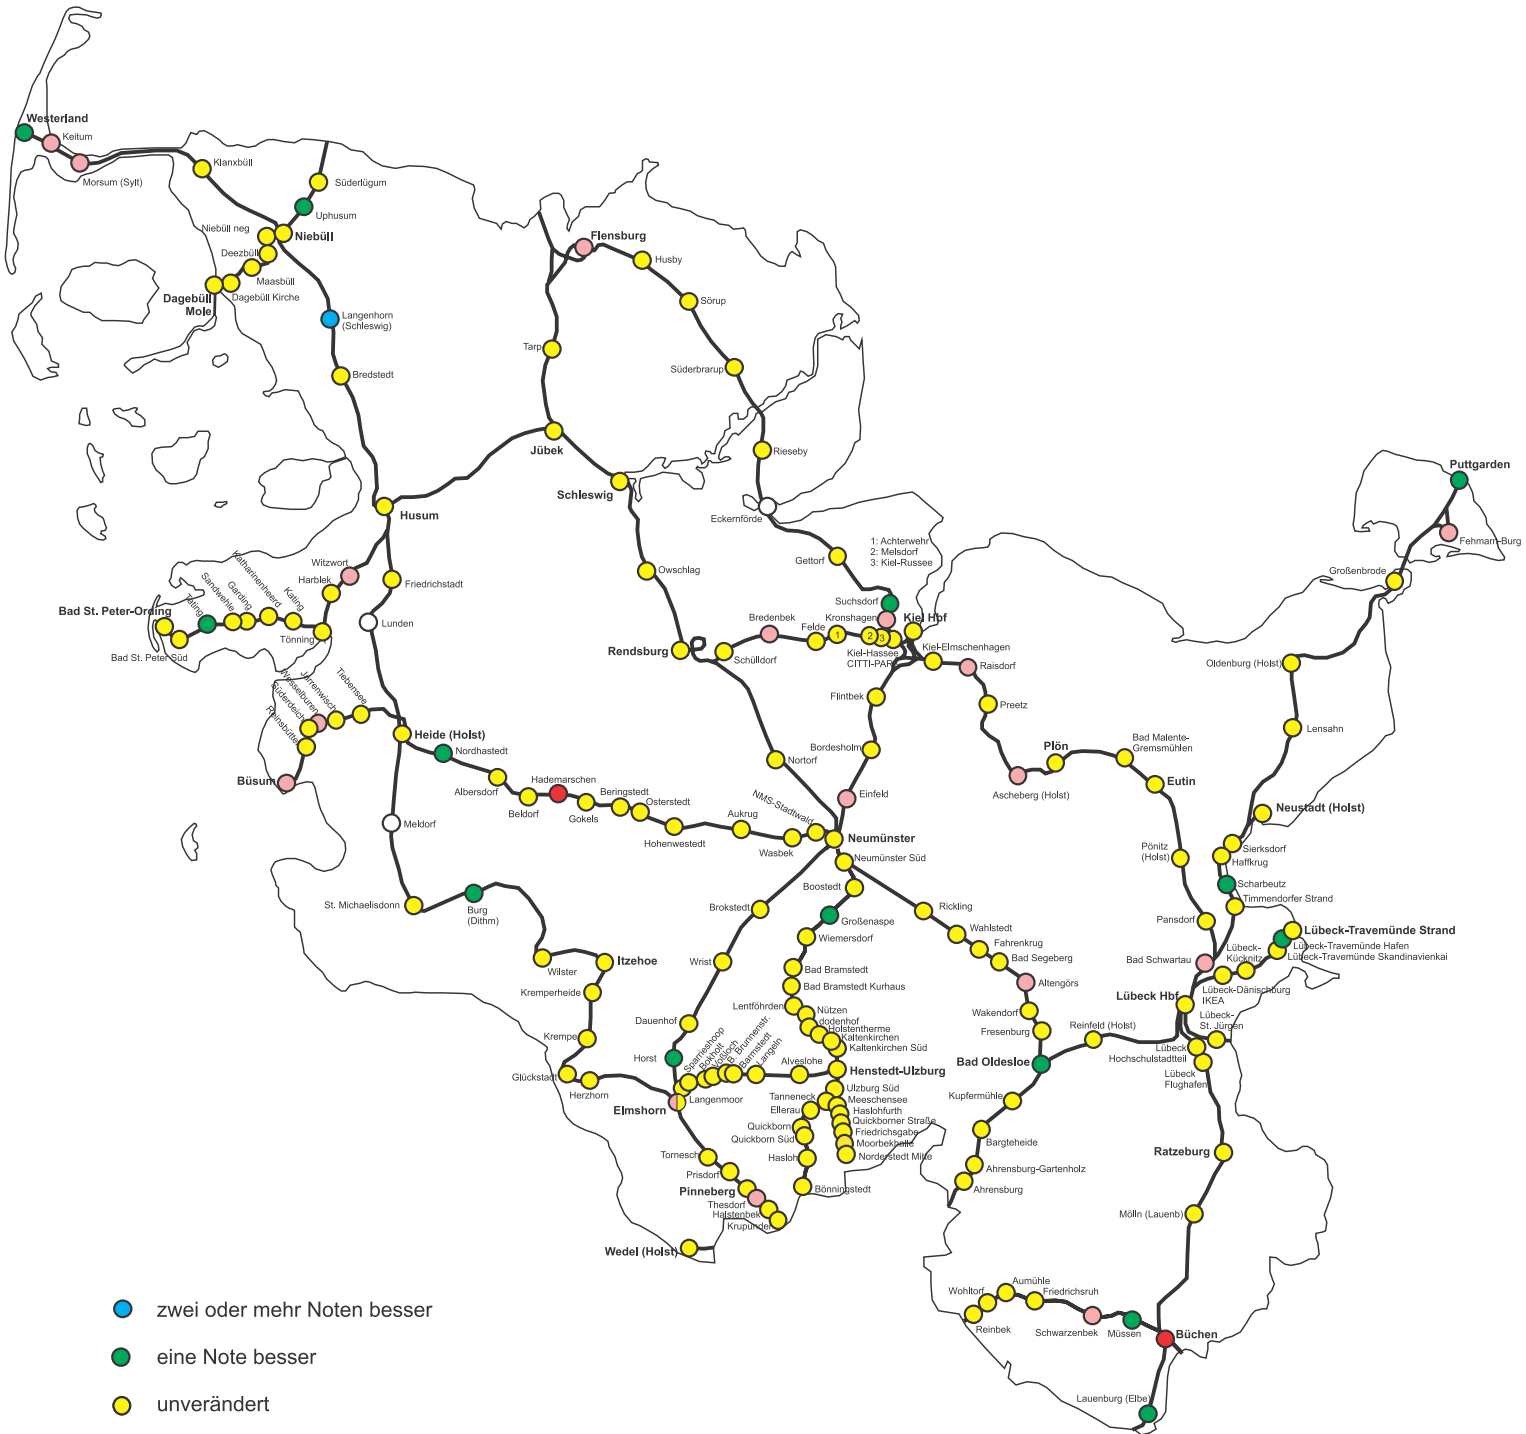 Westerland
Keitum
Morsum (Sylt)
Klanxbüll
Süderlügum
Uphusum
Niebüll neg
Niebüll
Deezbüll
Maasbüll
Dagebüll Kirche
Dagebüll
Mole
Langenhorn
(Schleswig)
Bredstedt
Flensburg
Husby
Sörup
Süderbrarup
Tarp
Jübek
Schleswig
Rieseby
Eckernförde
Husum
Witzwort
Harblek
Friedrichstadt
Katharinenheerd
Sandwehle
Garding
Kating
Tating
Bad St. Peter-Ording
Bad St. Peter Süd
Tönning
Lunden
Owschlag
Gettorf
1: Achterwehr
2: Melsdorf
3: Kiel-Russee
Suchsdorf
Kronshagen
Kiel Hbf
Bredenbek
Felde
1
2
3
Rendsburg
Schülldorf
Kiel-Hassee
CITTI-PARK
Kiel-Elmschenhagen
Raisdorf
Preetz
Flintbek
Bordesholm
Nortorf
Einfeld
Puttgarden
Fehmarn-Burg
Großenbrode
Oldenburg (Holst)
Lensahn
Tiebensee
Jarrenwisch
Wesselburen
Süderdeich
Reinsbüttel
Büsum
Heide (Holst)
Nordhastedt
Albersdorf
Hademarschen
Beldorf
Gokels
Beringstedt
Osterstedt
Hohenwestedt
Aukrug
Wasbek
NMS-Stadtwald
Neumünster
Neumünster Süd
Plön
Ascheberg (Holst)
Bad Malente-
Gremsmühlen
Eutin
Neustadt (Holst)
Sierksdorf
Haffkrug
Pönitz
(Holst)
Scharbeutz
Timmendorfer Strand
Pansdorf
Meldorf
St. Michaelisdonn
Burg
(Dithm)
Wilster
Itzehoe
Kremperheide
Krempe
Glückstadt
Herzhorn
Boostedt
Großenaspe
Brokstedt
Wiemersdorf
Wrist
Bad Bramstedt
Bad Bramstedt Kurhaus
Lentföhrden
Nützen
dodenhof
Holstentherme
Kaltenkirchen
Kaltenkirchen Süd
Dauenhof
Horst
Sparrieshoop
Bokholt
Voßloch
B. Brunnenstr.
Barmstedt
Langeln
Alveslohe
Henstedt-Ulzburg
Langenmoor
Elmshorn
Ulzburg Süd
Tanneck
Meeschensee
Ellerau
Haslohfurth
Quickborner Straße
Quickborn
Friedrichsgabe
Quickborn Süd
Moorbekhalle
Hasloh
Norderstedt Mitte
Bönningstedt
Tornesch
Prisdorf
Pinneberg
Thesdorf
Halstenbek
Krupunder
Wedel (Holst)
Rickling
Wahlstedt
Fahrenkrug
Bad Segeberg
Altengörs
Wakendorf
Fresenburg
Bad Oldesloe
Reinfeld (Holst)
Kupfermühle
Bargteheide
Ahrensburg-Gartenholz
Ahrensburg
Lübeck-Travemünde Strand
Lübeck-Travemünde Hafen
Lübeck-Travemünde Skandinavienkai
Lübeck-
Kücknitz
Bad Schwartau
Lübeck-Dänischburg
IKEA
Lübeck Hbf
Lübeck-
St. Jürgen
Lübeck
Hochschulstadtteil
Lübeck
Flughafen
Ratzeburg
Mölln (Lauenb)
Wohltorf
Aumühle
Friedrichsruh
Reinbek
Schwarzenbek
Müssen
Büchen
Lauenburg (Elbe)
zwei oder mehr Noten besser
eine Note besser
unverändert